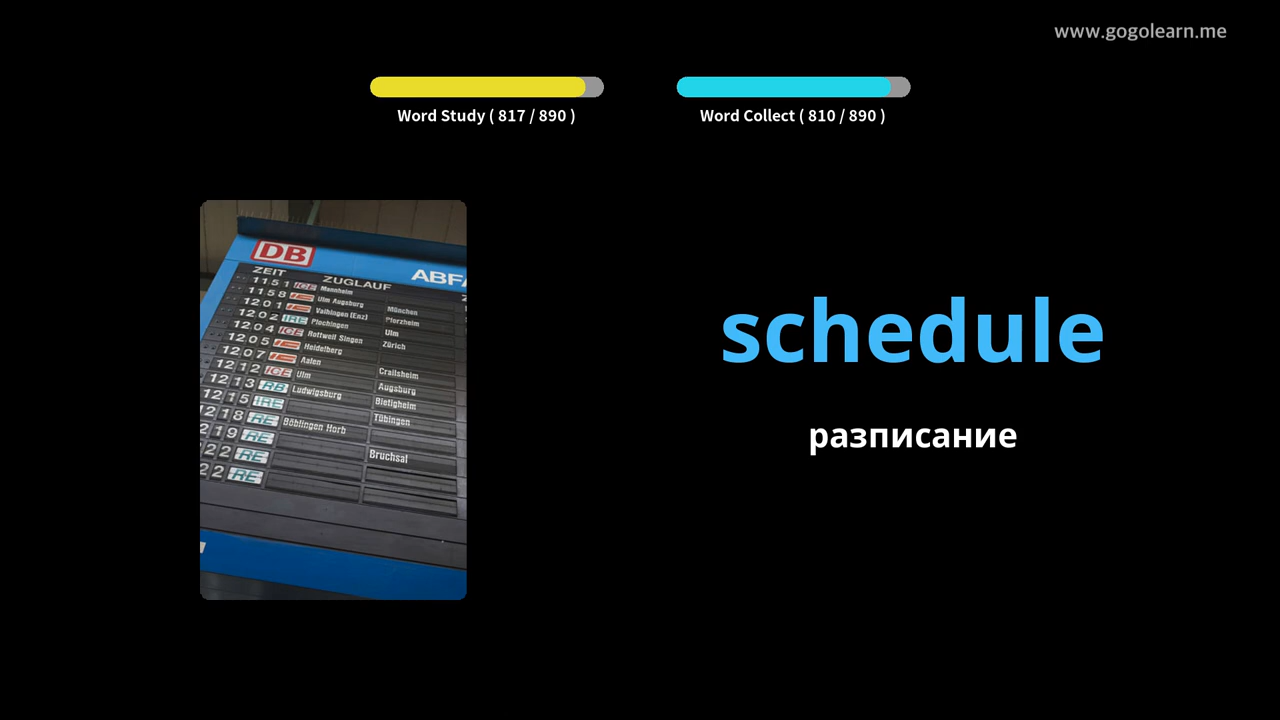 www.gogolearn.me
Word Study ( 817 / 890 )
Word Collect ( 810 / 890 )
schedule
разписание
DB
ZEIT ZUGLAUF ABFA
1151 ICE Mannheim
1158 Ulm Augsburg München
1201 Vaihingen (Enz) Pforzheim
1202 IRE Plochingen Ulm
1204 ICE Rottweil Singen Zürich
1205 Heidelberg
1207 Aalen Crailsheim
1212 ICE Ulm Augsburg
1213 RB Ludwigsburg Bietigheim
1215 IRE Tübingen
1218 RE Böblingen Horb
219 RE Bruchsal
22 RE
22 RE